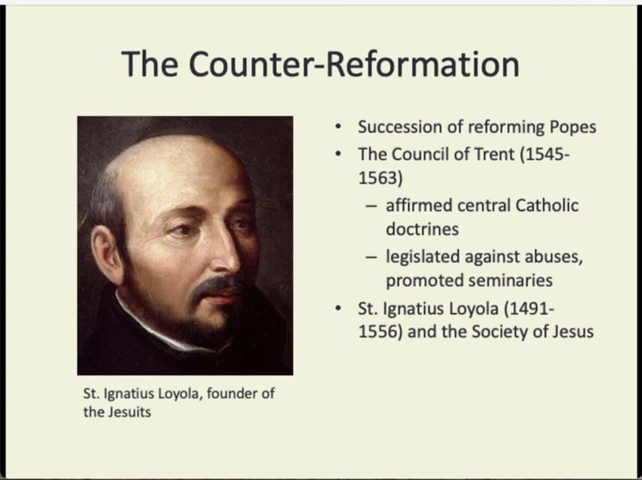 The Counter-Reformation
• Succession of reforming Popes
• The Council of Trent (1545-
1563)
– affirmed central Catholic
doctrines
– legislated against abuses,
promoted seminaries
• St. Ignatius Loyola (1491-
1556) and the Society of Jesus
St. Ignatius Loyola, founder of
the Jesuits